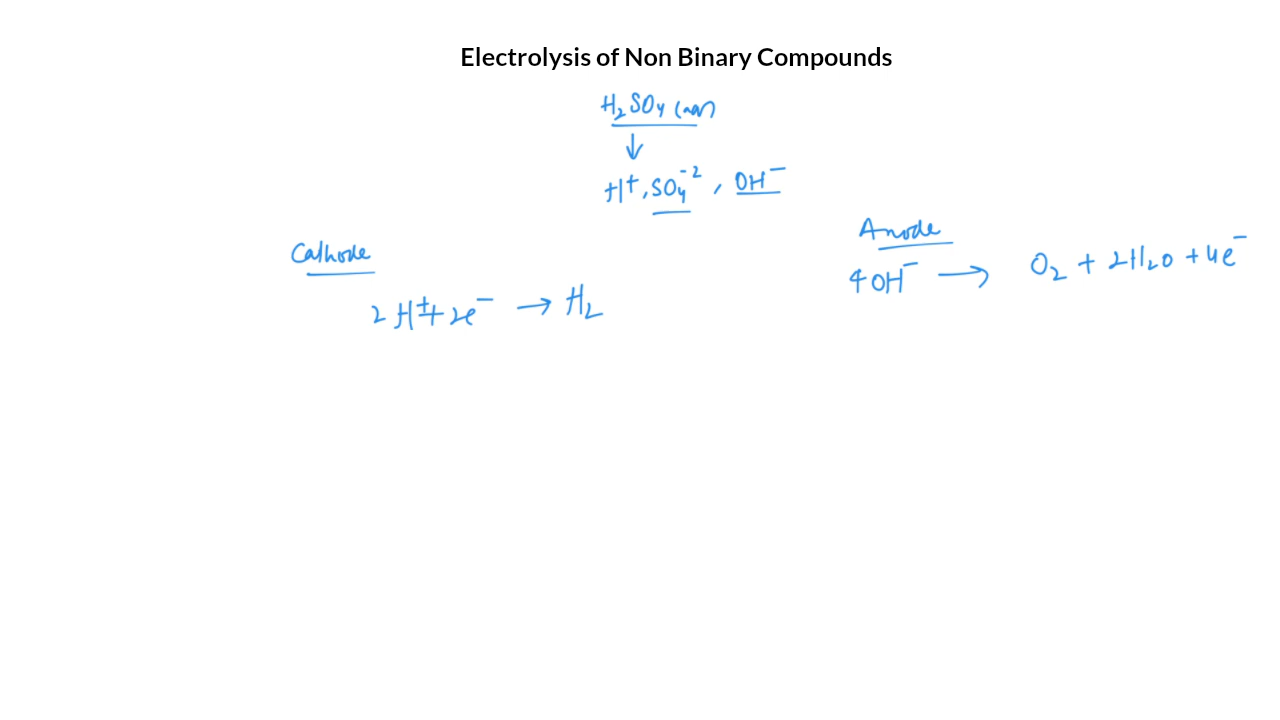 Electrolysis of Non Binary Compounds
H₂SO₄ (aq)
↓
H⁺, SO₄⁻², OH⁻
Anode
4OH⁻ → O₂ + 2H₂O + 4e⁻
Cathode
2H⁺ + 2e⁻ → H₂